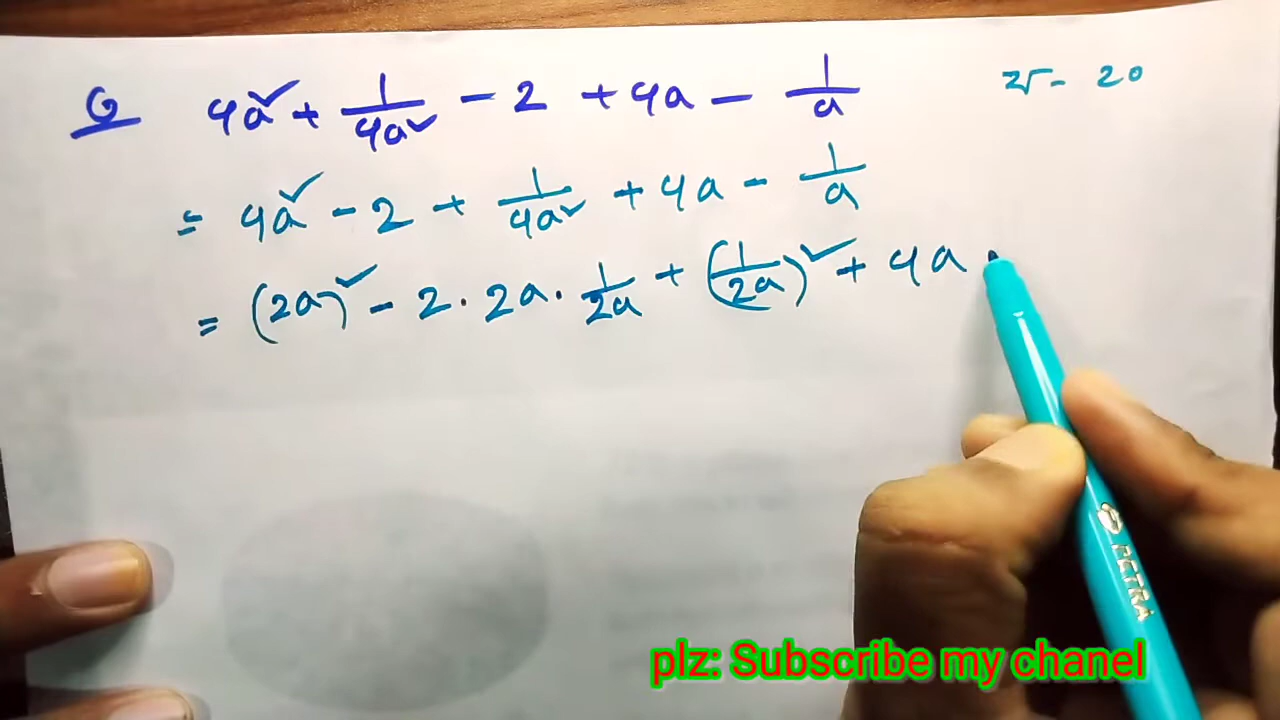 Q 4a² + 1/4a² - 2 + 4a - 1/a
= 4a² - 2 + 1/4a² + 4a - 1/a
= (2a)² - 2 · 2a · 1/2a + (1/2a)² + 4a
PETRA
plz: Subscribe my chanel